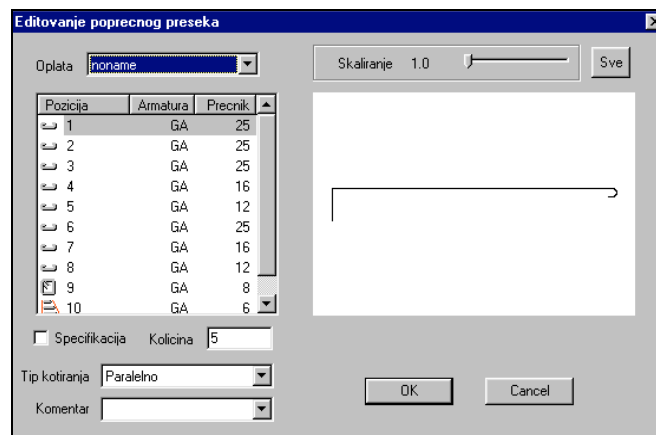 Editovanje poprecnog preseka
Oplata noname
Skaliranje 1.0 Sve
Pozicija Armatura Precnik
1 GA 25
2 GA 25
3 GA 25
4 GA 16
5 GA 12
6 GA 25
7 GA 16
8 GA 12
9 GA 8
10 GA 6
Specifikacija Kolicina 5
Tip kotiranja Paralelno
Komentar
OK Cancel